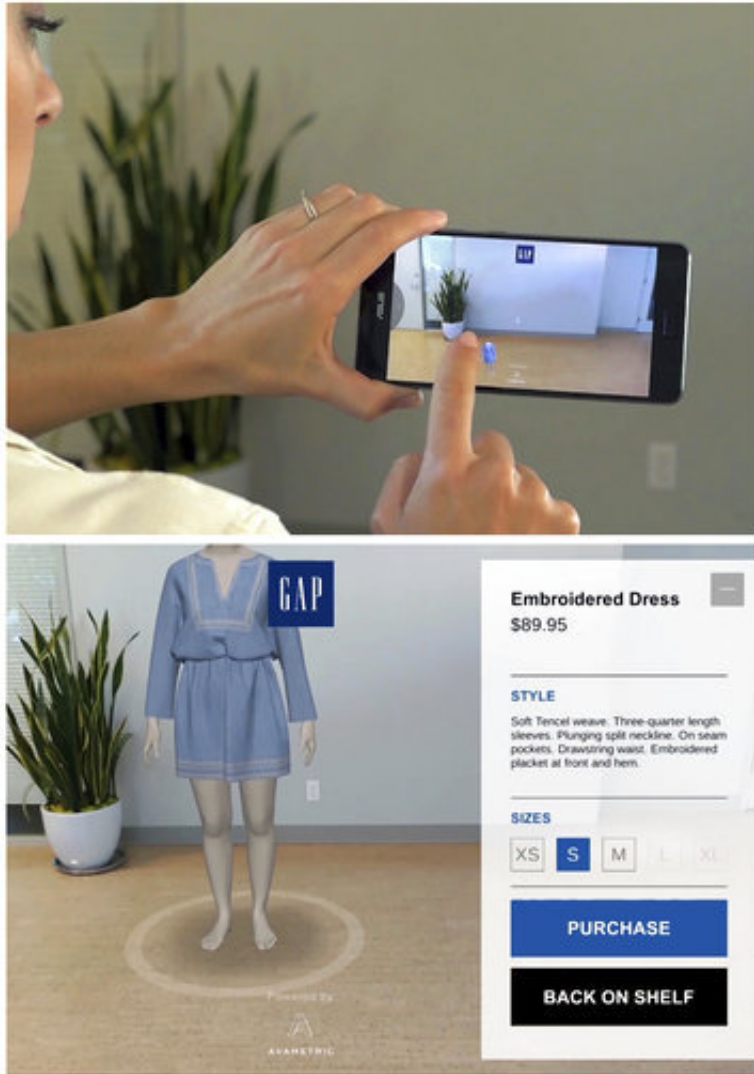 ASUS
GAP
GAP
Embroidered Dress
$89.95
STYLE
Soft Tencel weave. Three-quarter length
sleeves. Plunging split neckline. On seam
pockets. Drawstring waist. Embroidered
placket at front and hem.
SIZES
XS S M L XL
PURCHASE
BACK ON SHELF
Powered by
AVAMETRIC